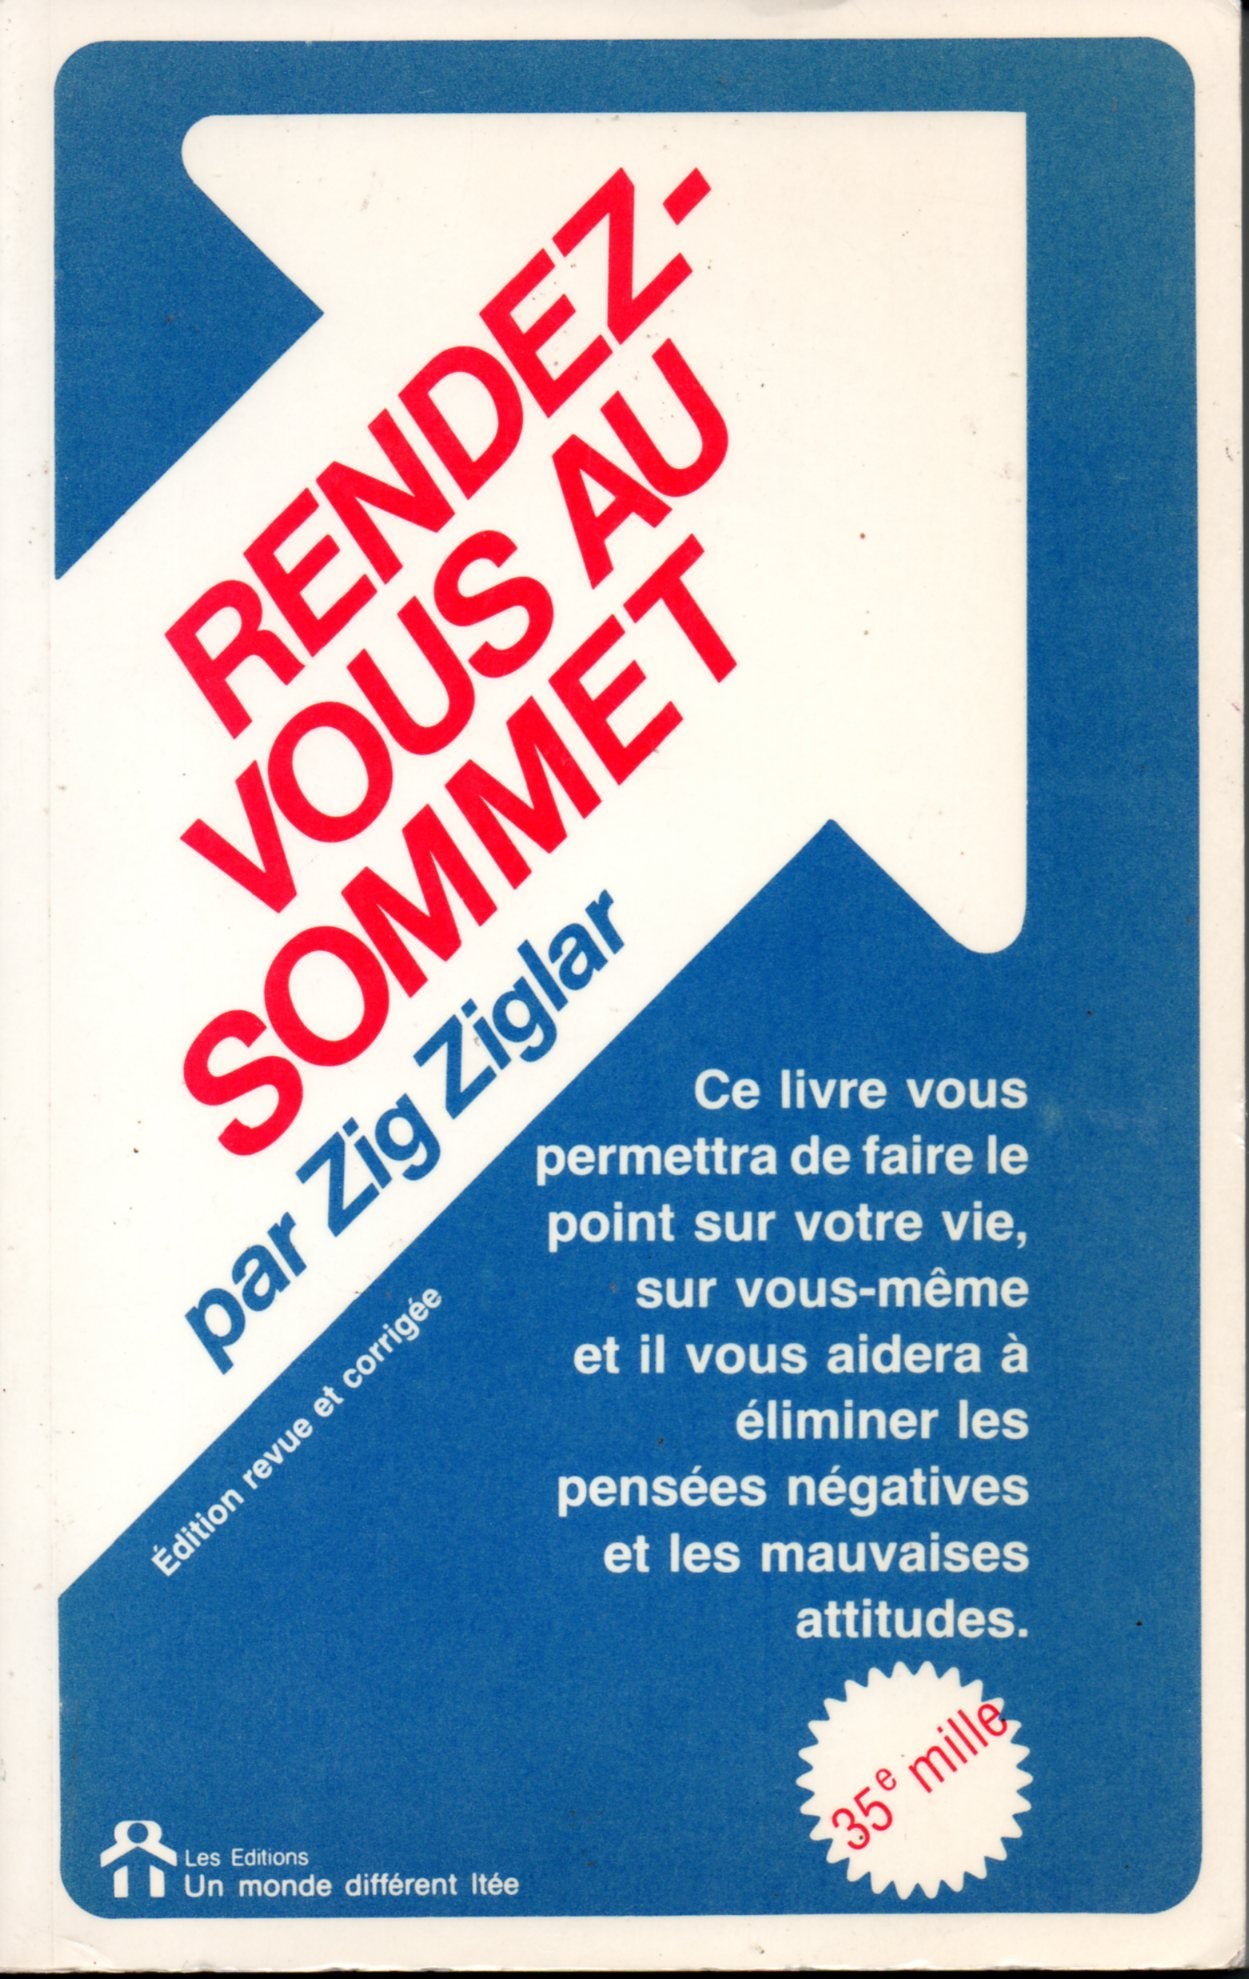 RENDEZ-
VOUS AU
SOMMET
par Zig Ziglar
Édition revue et corrigée
Ce livre vous
permettra de faire le
point sur votre vie,
sur vous-même
et il vous aidera à
éliminer les
pensées négatives
et les mauvaises
attitudes.
35e mille
Les Editions
Un monde différent ltée